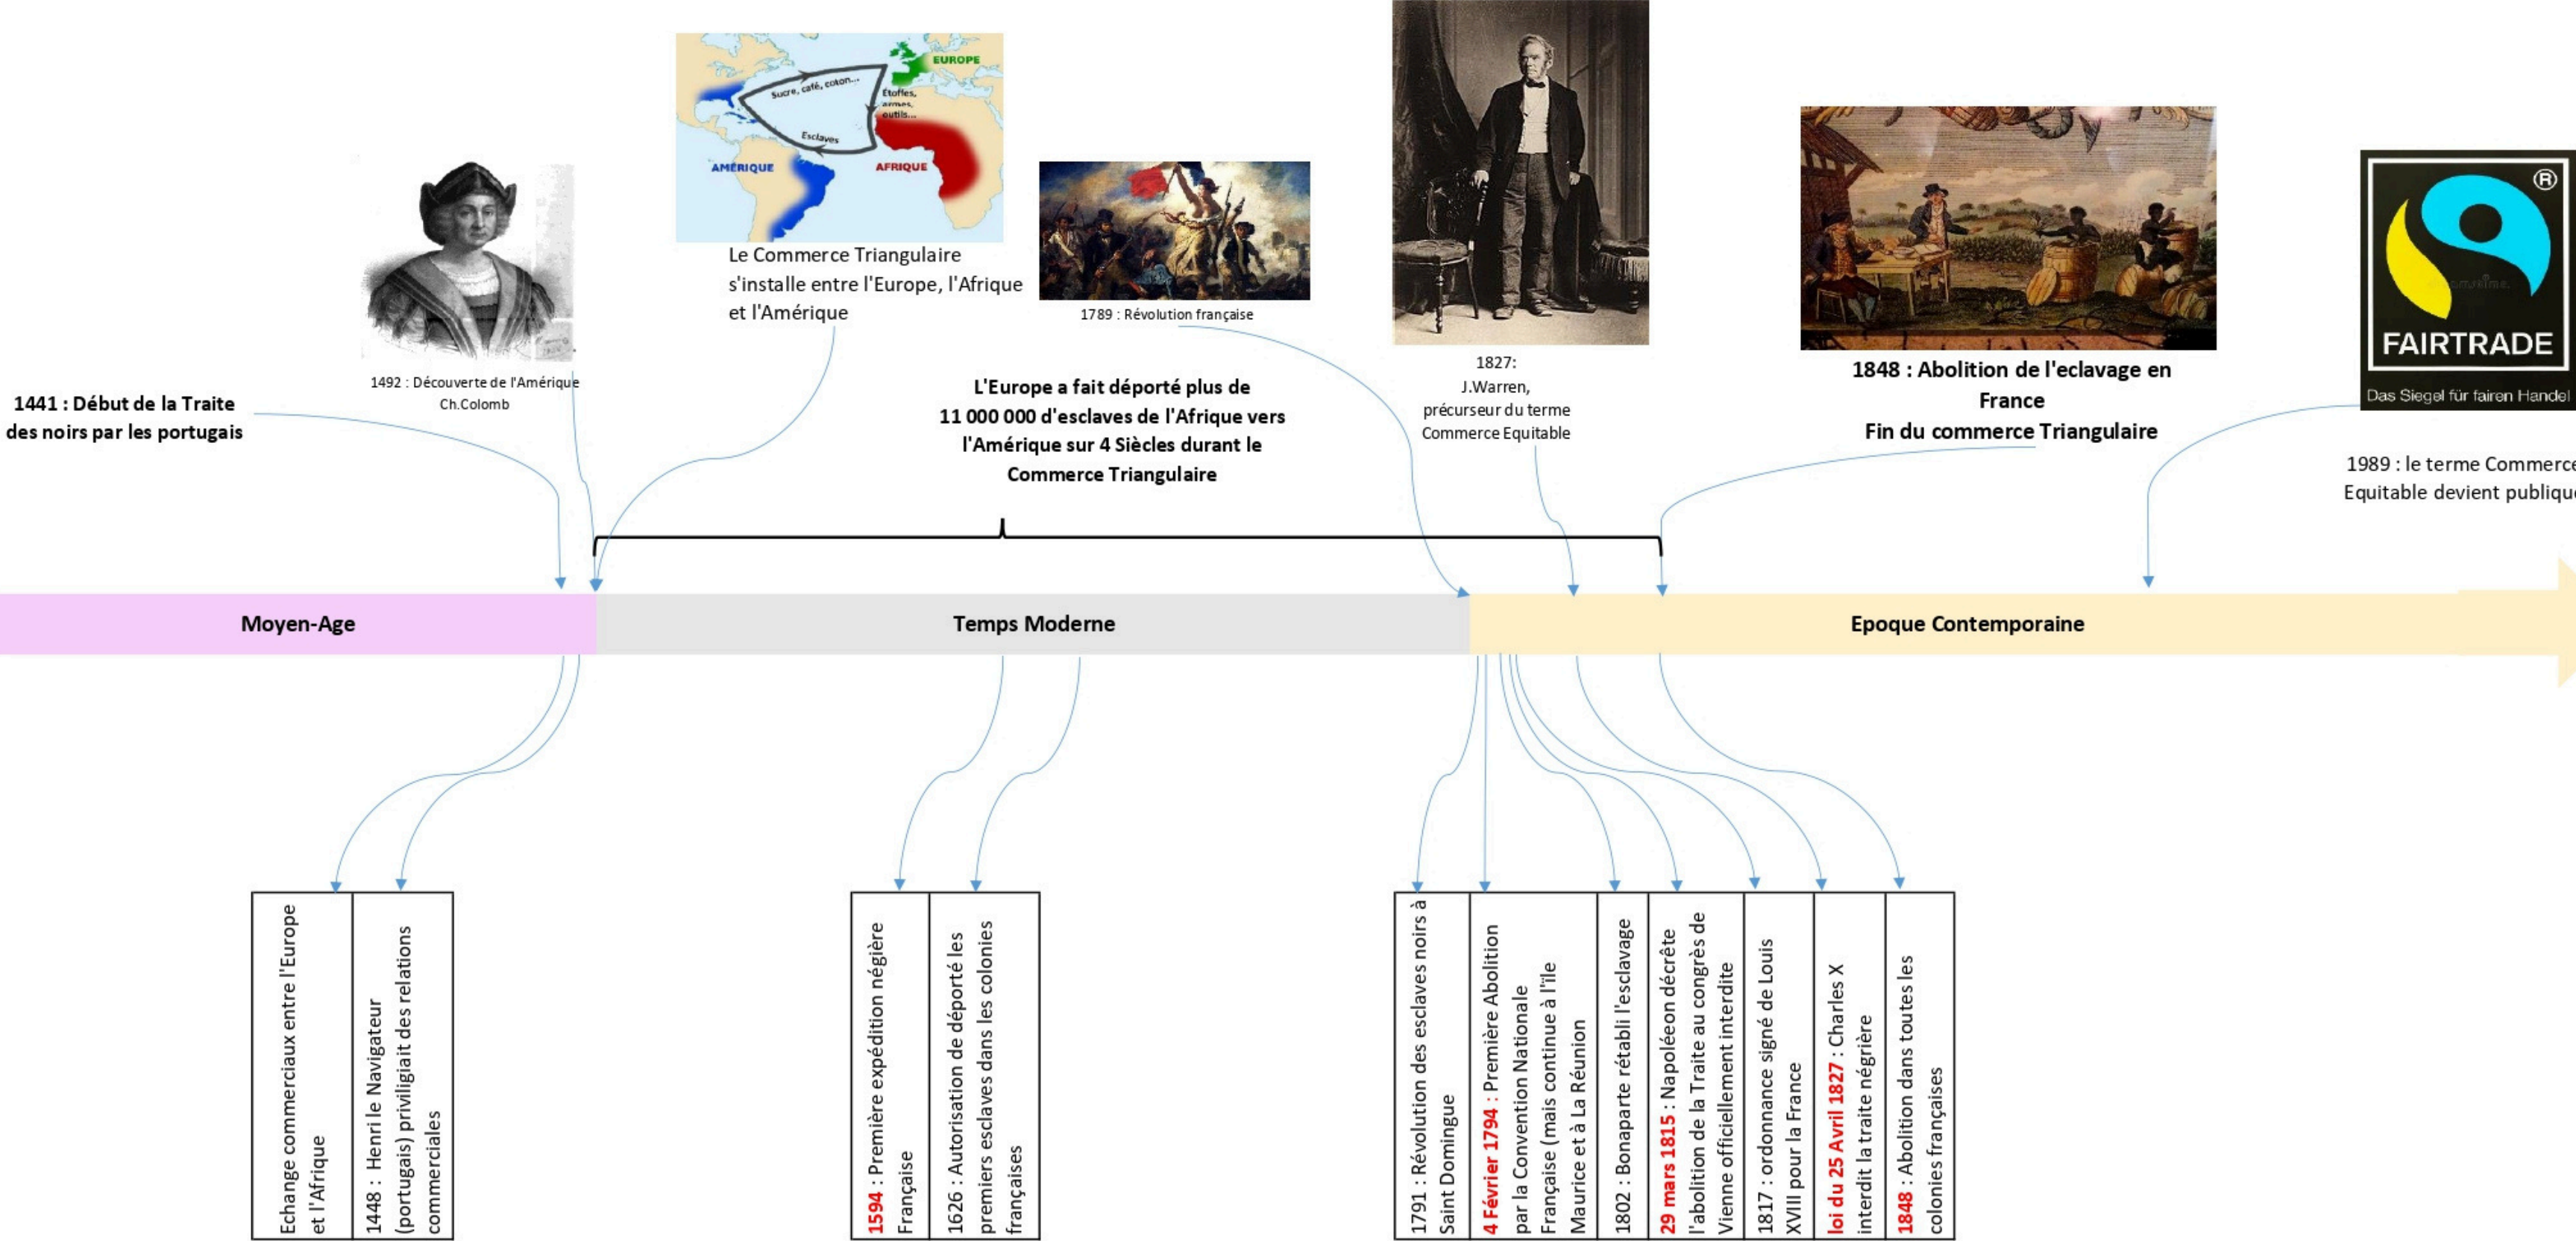 Sucre, café, coton...
EUROPE
Étoffes,
armes,
outils...
Esclaves
AMÉRIQUE
AFRIQUE
Le Commerce Triangulaire
s'installe entre l'Europe, l'Afrique
et l'Amérique
1492 : Découverte de l'Amérique
Ch.Colomb
1441 : Début de la Traite
des noirs par les portugais
1789 : Révolution française
L'Europe a fait déporté plus de
11 000 000 d'esclaves de l'Afrique vers
l'Amérique sur 4 Siècles durant le
Commerce Triangulaire
1827:
J.Warren,
précurseur du terme
Commerce Equitable
1848 : Abolition de l'eclavage en
France
Fin du commerce Triangulaire
®
FAIRTRADE
Das Siegel für fairen Handel
1989 : le terme Commerce
Equitable devient publique
Moyen-Age
Temps Moderne
Epoque Contemporaine
Echange commerciaux entre l'Europe
et l'Afrique
1448 : Henri le Navigateur
(portugais) priviligiait des relations
commerciales
1594 : Première expédition négière
Française
1626 : Autorisation de déporté les
premiers esclaves dans les colonies
françaises
1791 : Révolution des esclaves noirs à
Saint Domingue
4 Février 1794 : Première Abolition
par la Convention Nationale
Française (mais continue à l'île
Maurice et à La Réunion
1802 : Bonaparte rétabli l'esclavage
29 mars 1815 : Napoléeon décrête
l'abolition de la Traite au congrès de
Vienne officiellement interdite
1817 : ordonnance signé de Louis
XVIII pour la France
loi du 25 Avril 1827 : Charles X
interdit la traite négrière
1848 : Abolition dans toutes les
colonies françaises